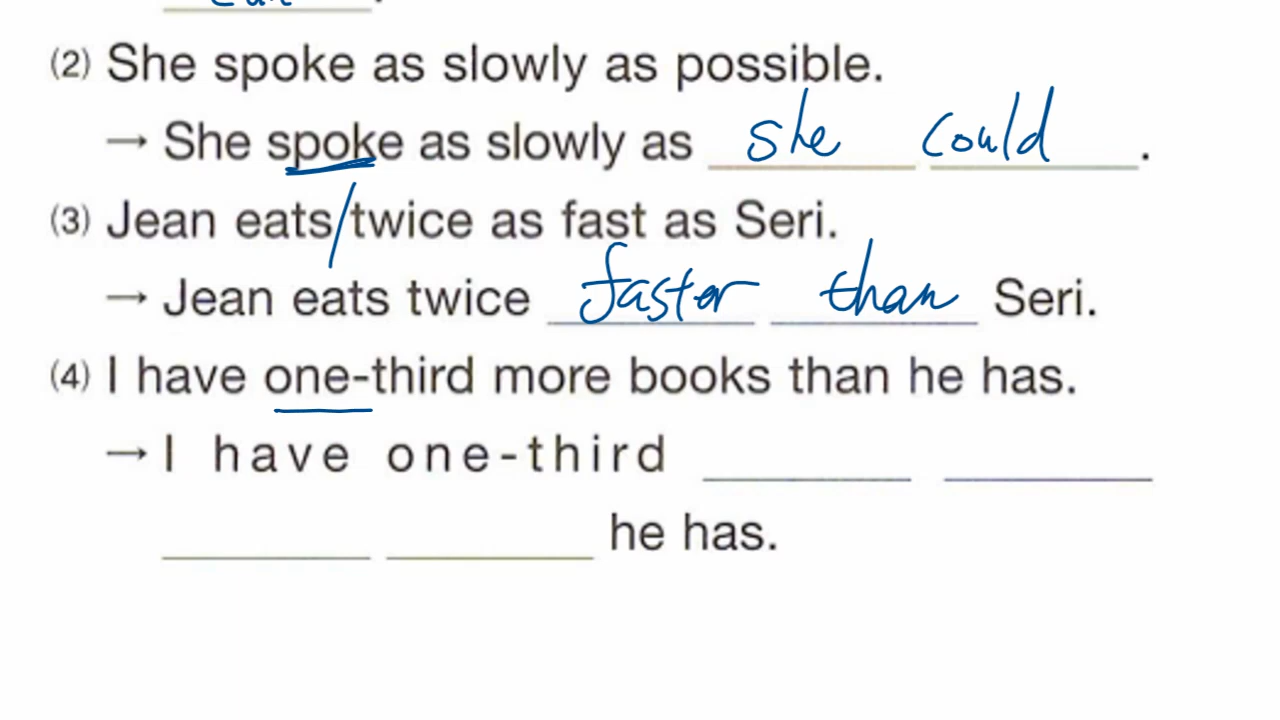 (2) She spoke as slowly as possible.
→ She spoke as slowly as she could.
(3) Jean eats/twice as fast as Seri.
→ Jean eats twice faster than Seri.
(4) I have one-third more books than he has.
→ I have one-third
he has.